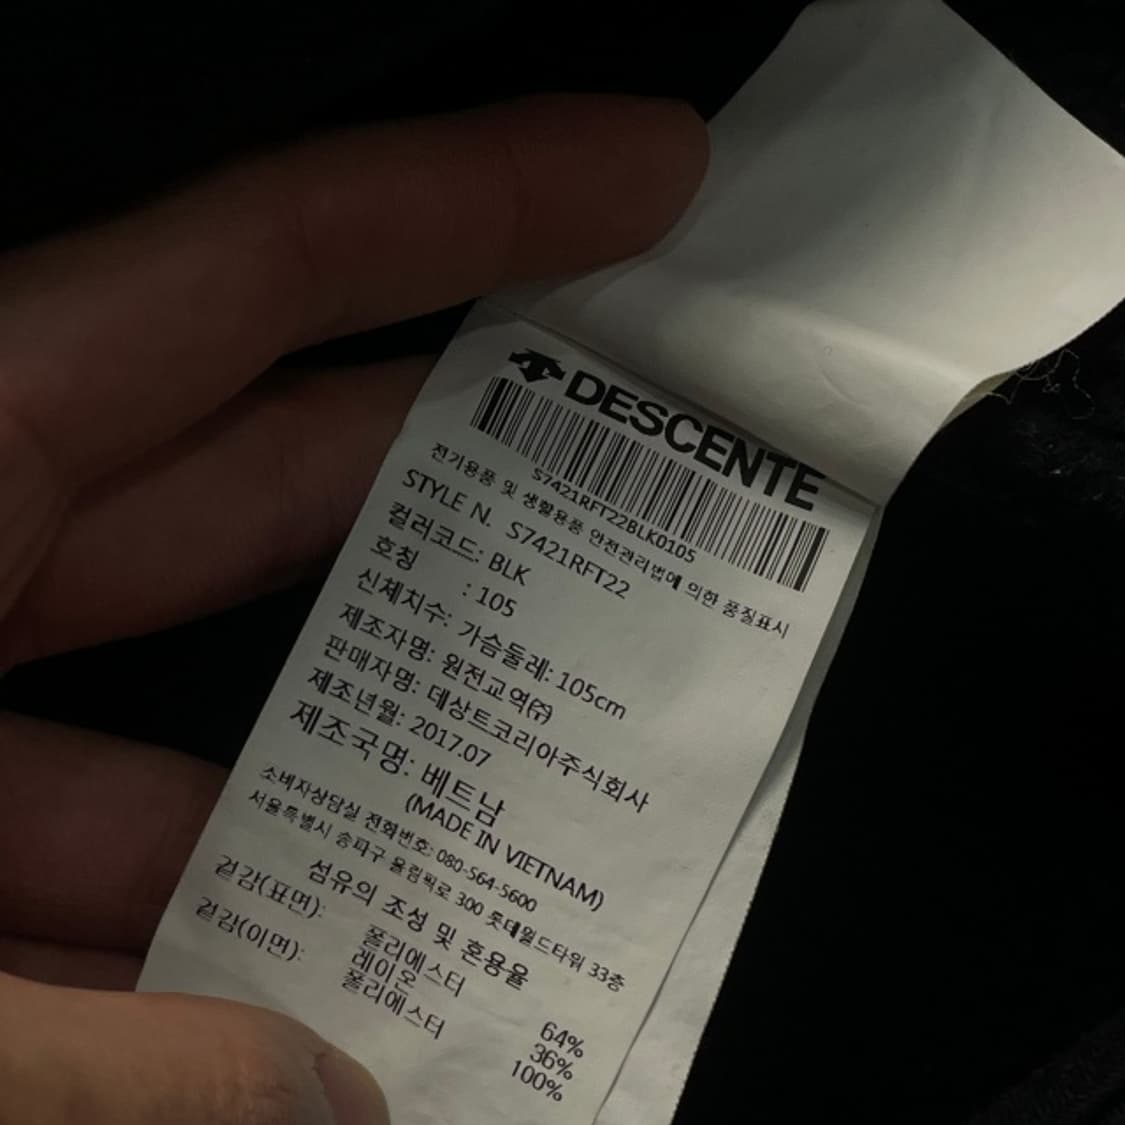 DESCENTE
S7421RFT22BLK0105
전기용품 및 생활용품 안전관리법에 의한 품질표시
STYLE N. S7421RFT22
컬러코드: BLK
호칭 : 105
신체치수: 가슴둘레: 105cm
제조자명: 원전교역㈜
판매자명: 데상트코리아주식회사
제조년월: 2017.07
제조국명: 베트남
(MADE IN VIETNAM)
소비자상담실 전화번호: 080-564-5600
서울특별시 송파구 올림픽로 300 롯데월드타워 33층
섬유의 조성 및 혼용율
겉감(표면): 폴리에스터 64%
레이온 36%
겉감(이면): 폴리에스터 100%